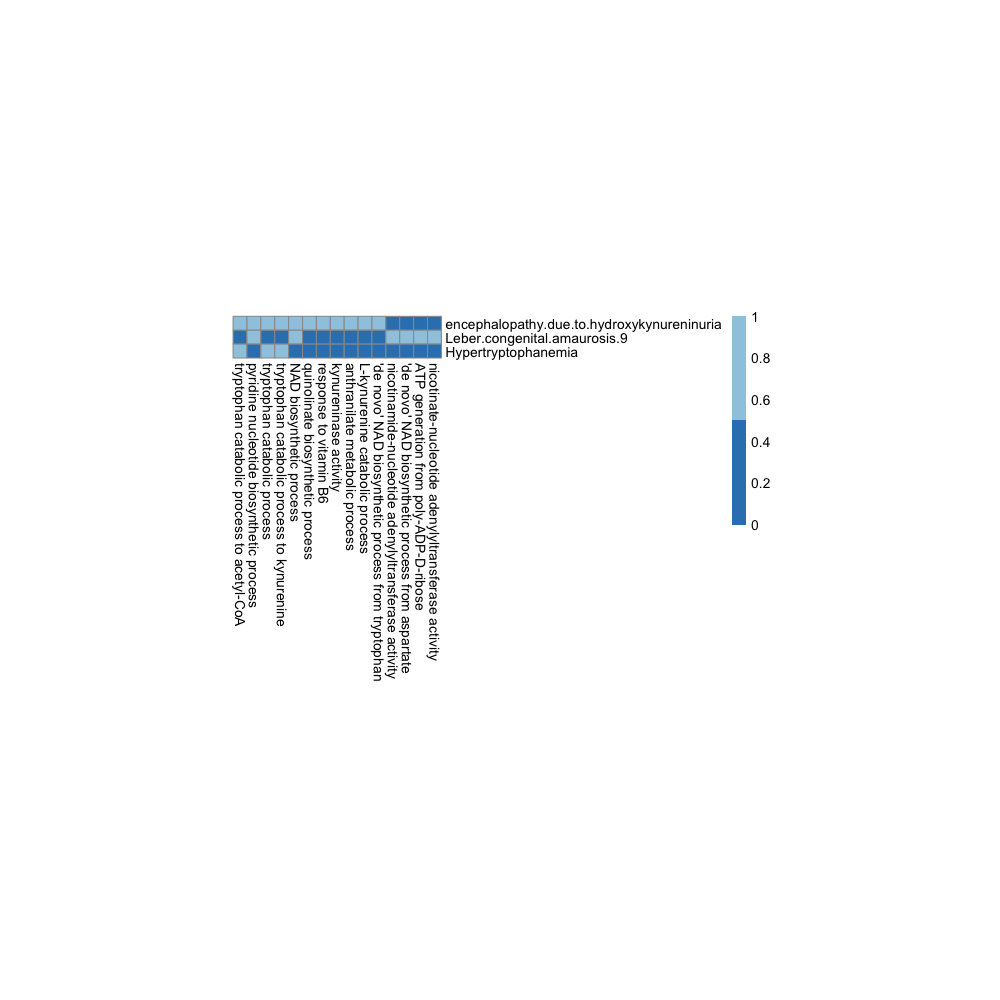 encephalopathy.due.to.hydroxykynureninuria
Leber.congenital.amaurosis.9
Hypertryptophanemia
1
0.8
0.6
0.4
0.2
0
tryptophan catabolic process to acetyl-CoA
pyridine nucleotide biosynthetic process
tryptophan catabolic process
tryptophan catabolic process to kynurenine
NAD biosynthetic process
quinolinate biosynthetic process
response to vitamin B6
kynureninase activity
anthranilate metabolic process
L-kynurenine catabolic process
'de novo' NAD biosynthetic process from tryptophan
nicotinamide-nucleotide adenylyltransferase activity
'de novo' NAD biosynthetic process from aspartate
ATP generation from poly-ADP-D-ribose
nicotinate-nucleotide adenylyltransferase activity